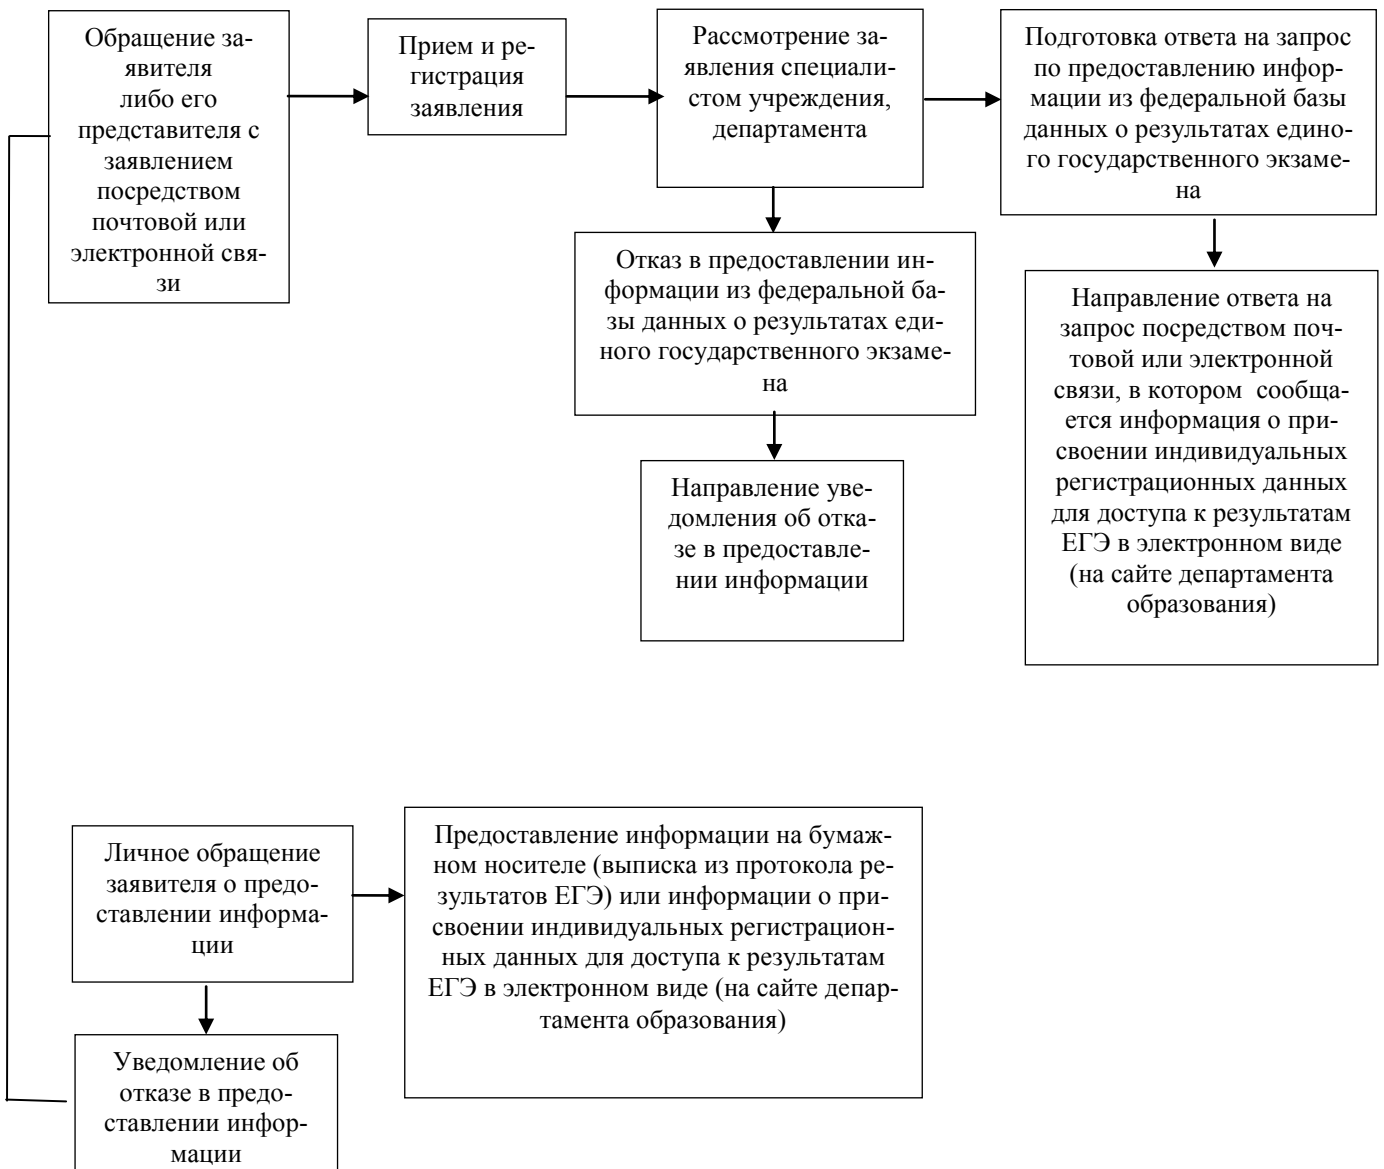 Обращение за-
явителя
либо его
представителя с
заявлением
посредством
почтовой или
электронной свя-
зи
Прием и ре-
гистрация
заявления
Рассмотрение за-
явления специали-
стом учреждения,
департамента
Подготовка ответа на запрос
по предоставлению инфор-
мации из федеральной базы
данных о результатах едино-
го государственного экзаме-
на
Отказ в предоставлении ин-
формации из федеральной ба-
зы данных о результатах еди-
ного государственного экзаме-
на
Направление ответа на
запрос посредством поч-
товой или электронной
связи, в котором  сообща-
ется информация о при-
своении индивидуальных
регистрационных данных
для доступа к результатам
ЕГЭ в электронном виде
(на сайте департамента
образования)
Направление уве-
домления об отка-
зе в предоставле-
нии информации
Личное обращение
заявителя о предо-
ставлении информа-
ции
Предоставление информации на бумаж-
ном носителе (выписка из протокола ре-
зультатов ЕГЭ) или информации о при-
своении индивидуальных регистрацион-
ных данных для доступа к результатам
ЕГЭ в электронном виде (на сайте депар-
тамента образования)
Уведомление об
отказе в предо-
ставлении инфор-
мации